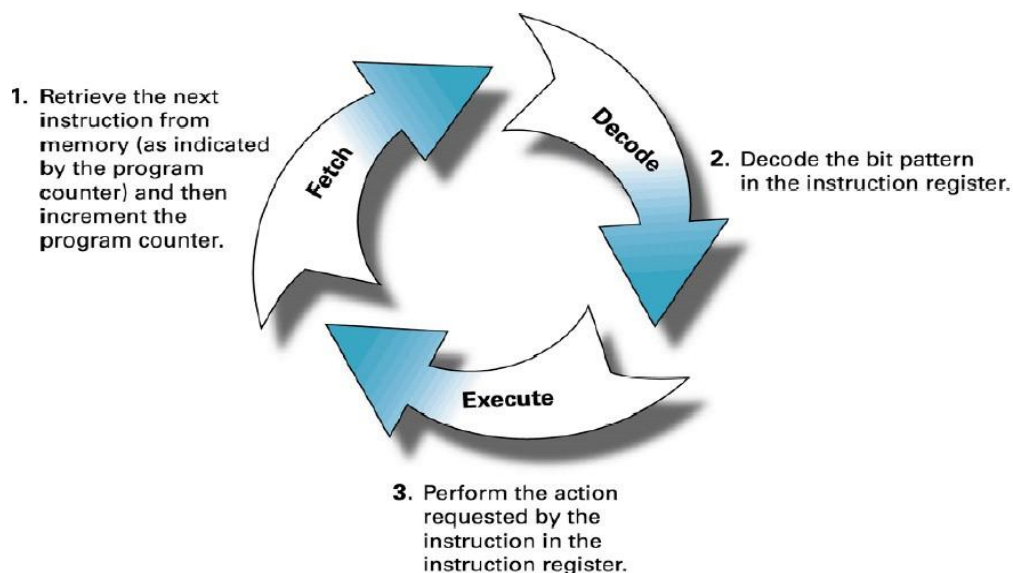 1. Retrieve the next
instruction from
memory (as indicated
by the program
counter) and then
increment the
program counter.
Fetch
Decode
2. Decode the bit pattern
in the instruction register.
Execute
3. Perform the action
requested by the
instruction in the
instruction register.